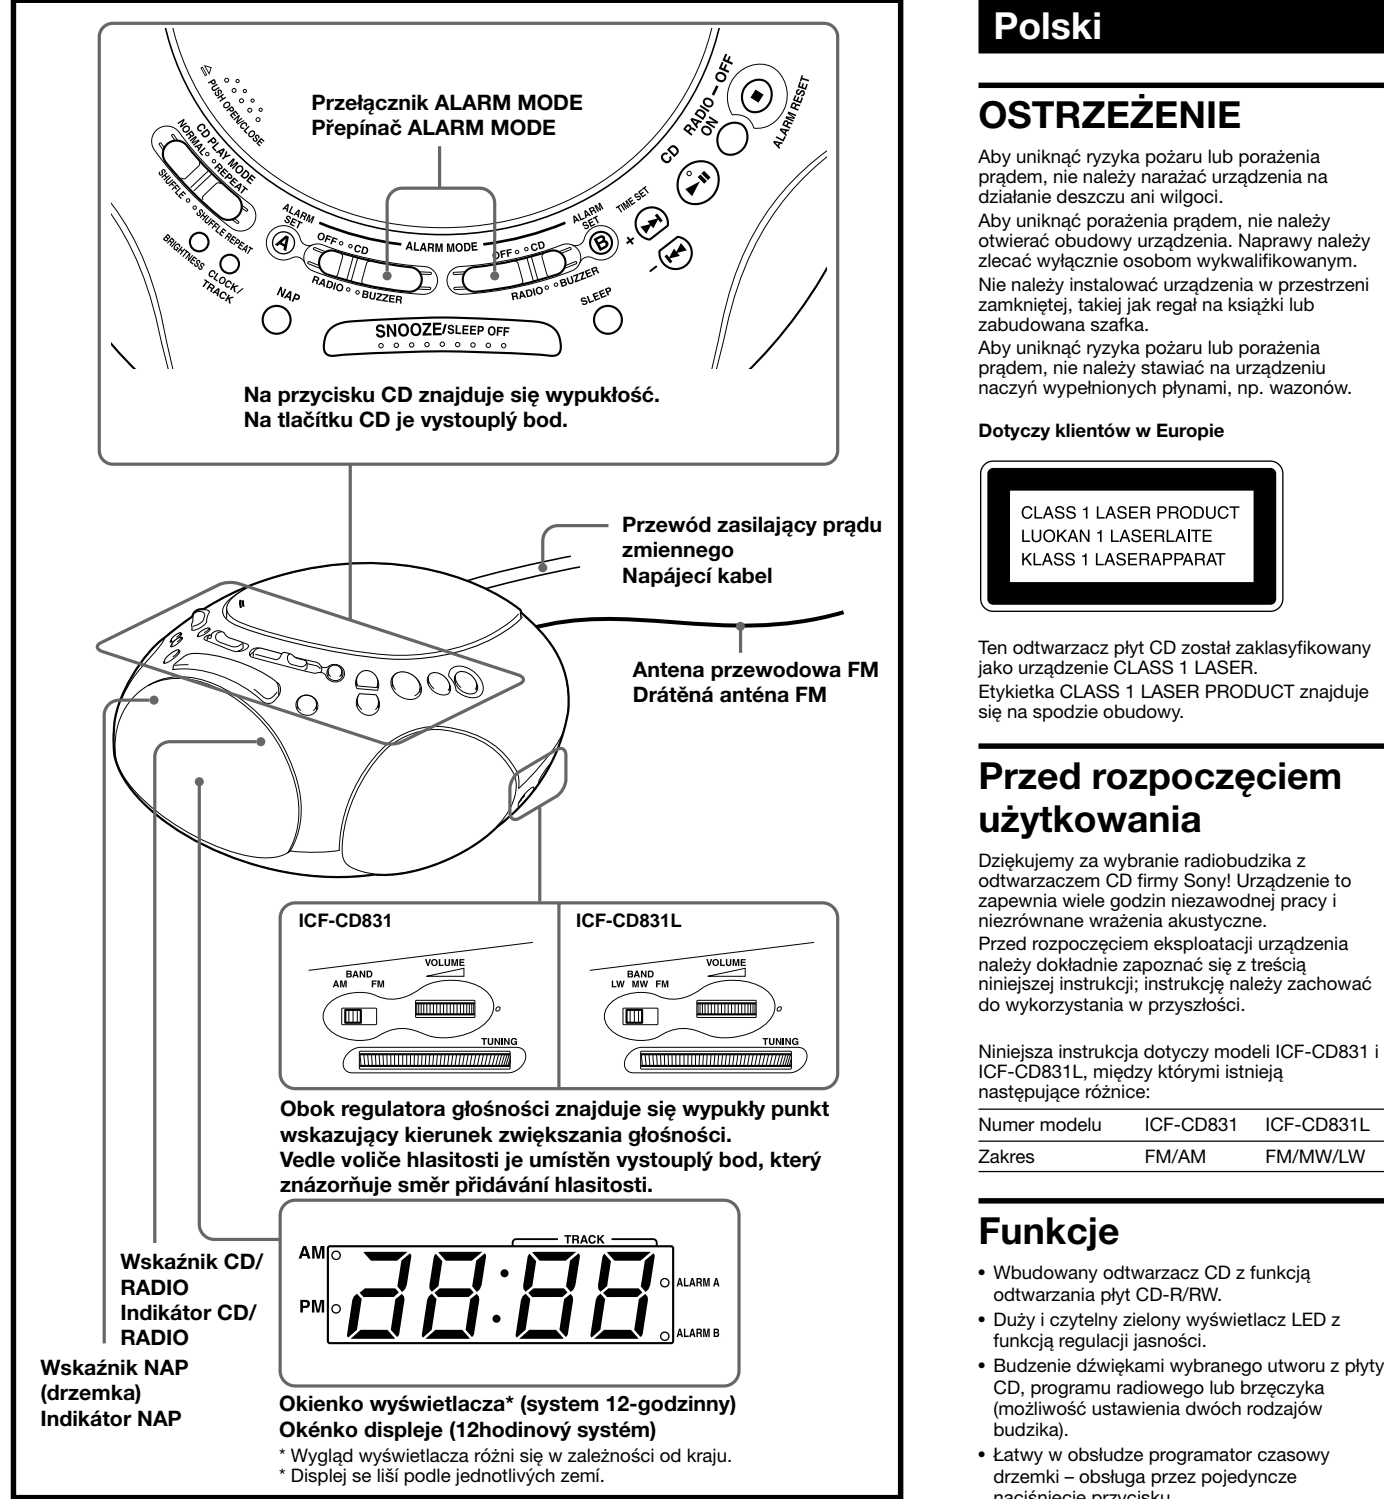 PUSH OPEN/CLOSE
CD PLAY MODE
NORMAL
REPEAT
SHUFFLE
SHUFFLE REPEAT
BRIGHTNESS
CLOCK/
TRACK
Przełącznik ALARM MODE
Přepínač ALARM MODE
RADIO
ON
OFF
ALARM RESET
CD
TIME SET
+
–
ALARM
SET
A
OFF
CD
RADIO
BUZZER
ALARM MODE
ALARM
SET
B
OFF
CD
RADIO
BUZZER
NAP
SLEEP
SNOOZE/SLEEP OFF
Na przycisku CD znajduje się wypukłość.
Na tlačítku CD je vystouplý bod.
Przewód zasilający prądu
zmiennego
Napájecí kabel
Antena przewodowa FM
Drátěná anténa FM
ICF-CD831
BAND
AM FM
VOLUME
TUNING
ICF-CD831L
BAND
LW MW FM
VOLUME
TUNING
Obok regulatora głośności znajduje się wypukły punkt
wskazujący kierunek zwiększania głośności.
Vedle voliče hlasitosti je umístěn vystouplý bod, který
znázorňuje směr přidávání hlasitosti.
AM
PM
TRACK
28:88
ALARM A
ALARM B
Wskaźnik CD/
RADIO
Indikátor CD/
RADIO
Wskaźnik NAP
(drzemka)
Indikátor NAP
Okienko wyświetlacza* (system 12-godzinny)
Okénko displeje (12hodinový systém)
* Wygląd wyświetlacza różni się w zależności od kraju.
* Displej se liší podle jednotlivých zemí.
Polski
OSTRZEŻENIE
Aby uniknąć ryzyka pożaru lub porażenia
prądem, nie należy narażać urządzenia na
działanie deszczu ani wilgoci.
Aby uniknąć porażenia prądem, nie należy
otwierać obudowy urządzenia. Naprawy należy
zlecać wyłącznie osobom wykwalifikowanym.
Nie należy instalować urządzenia w przestrzeni
zamkniętej, takiej jak regał na książki lub
zabudowana szafka.
Aby uniknąć ryzyka pożaru lub porażenia
prądem, nie należy stawiać na urządzeniu
naczyń wypełnionych płynami, np. wazonów.
Dotyczy klientów w Europie
CLASS 1 LASER PRODUCT
LUOKAN 1 LASERLAITE
KLASS 1 LASERAPPARAT
Ten odtwarzacz płyt CD został zaklasyfikowany
jako urządzenie CLASS 1 LASER.
Etykietka CLASS 1 LASER PRODUCT znajduje
się na spodzie obudowy.
Przed rozpoczęciem
użytkowania
Dziękujemy za wybranie radiobudzika z
odtwarzaczem CD firmy Sony! Urządzenie to
zapewnia wiele godzin niezawodnej pracy i
niezrównane wrażenia akustyczne.
Przed rozpoczęciem eksploatacji urządzenia
należy dokładnie zapoznać się z treścią
niniejszej instrukcji; instrukcję należy zachować
do wykorzystania w przyszłości.
Niniejsza instrukcja dotyczy modeli ICF-CD831 i
ICF-CD831L, między którymi istnieją
następujące różnice:
Numer modelu ICF-CD831 ICF-CD831L
Zakres FM/AM FM/MW/LW
Funkcje
• Wbudowany odtwarzacz CD z funkcją
odtwarzania płyt CD-R/RW.
• Duży i czytelny zielony wyświetlacz LED z
funkcją regulacji jasności.
• Budzenie dźwiękami wybranego utworu z płyty
CD, programu radiowego lub brzęczyka
(możliwość ustawienia dwóch rodzajów
budzika).
• Łatwy w obsłudze programator czasowy
drzemki – obsługa przez pojedyncze
naciśnięcie przycisku